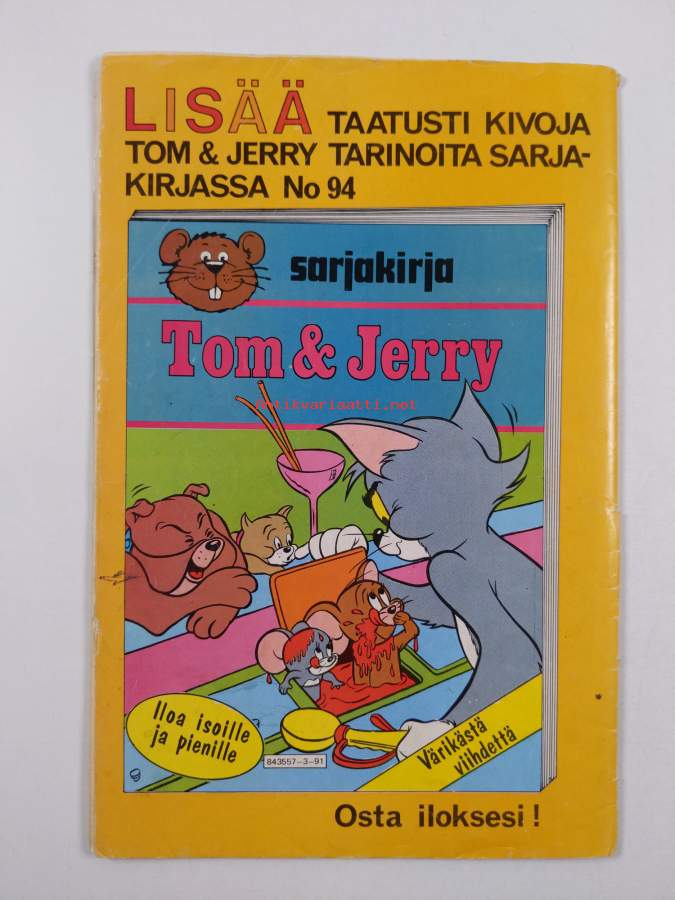 LISÄÄ TAATUSTI KIVOJA
TOM & JERRY TARINOITA SARJA-
KIRJASSA No 94
sarjakirja
Tom & Jerry
antikvariaatti.net
Iloa isoille
ja pienille
843557-3-91
Värikästä
viihdettä
Osta iloksesi!